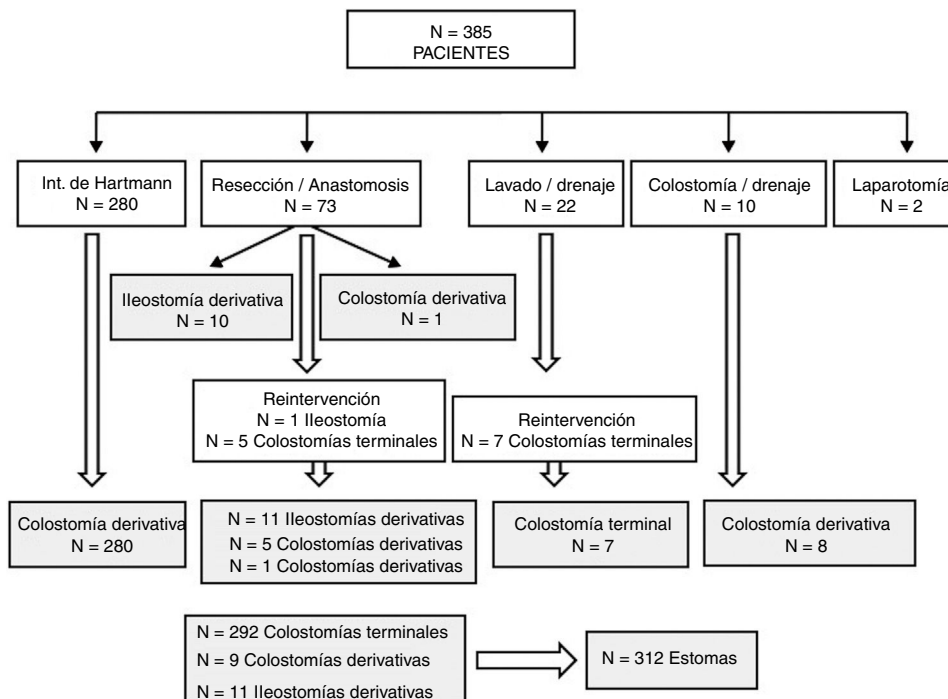 N = 385
PACIENTES
Int. de Hartmann
N = 280
Resección / Anastomosis
N = 73
Lavado / drenaje
N = 22
Colostomía / drenaje
N = 10
Laparotomía
N = 2
Ileostomía derivativa
N = 10
Colostomía derivativa
N = 1
Reintervención
N = 1 Ileostomía
N = 5 Colostomías terminales
Reintervención
N = 7 Colostomías terminales
Colostomía derivativa
N = 280
N = 11 Ileostomías derivativas
N = 5 Colostomías derivativas
N = 1 Colostomías derivativas
Colostomía terminal
N = 7
Colostomía derivativa
N = 8
N = 292 Colostomías terminales
N = 9 Colostomías derivativas
N = 11 Ileostomías derivativas
N = 312 Estomas